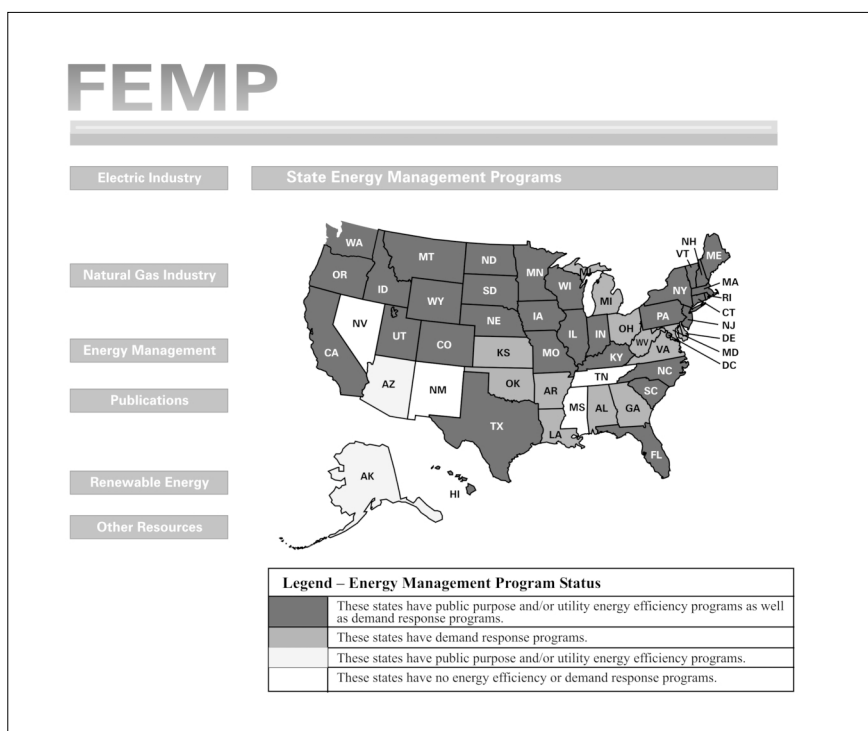 FEMP
Electric Industry
State Energy Management Programs
Natural Gas Industry
Energy Management
Publications
Renewable Energy
Other Resources
WA
MT
ND
MN
OR
ID
WY
SD
WI
MI
MI
NH
VT
ME
NY
MA
RI
CT
NJ
DE
MD
DC
NV
UT
CO
NE
IA
IL
IN
OH
PA
WV
VA
CA
KS
MO
KY
NC
AZ
NM
OK
AR
TN
SC
TX
LA
MS
AL
GA
FL
AK
HI
Legend – Energy Management Program Status
These states have public purpose and/or utility energy efficiency programs as well
as demand response programs.
These states have demand response programs.
These states have public purpose and/or utility energy efficiency programs.
These states have no energy efficiency or demand response programs.